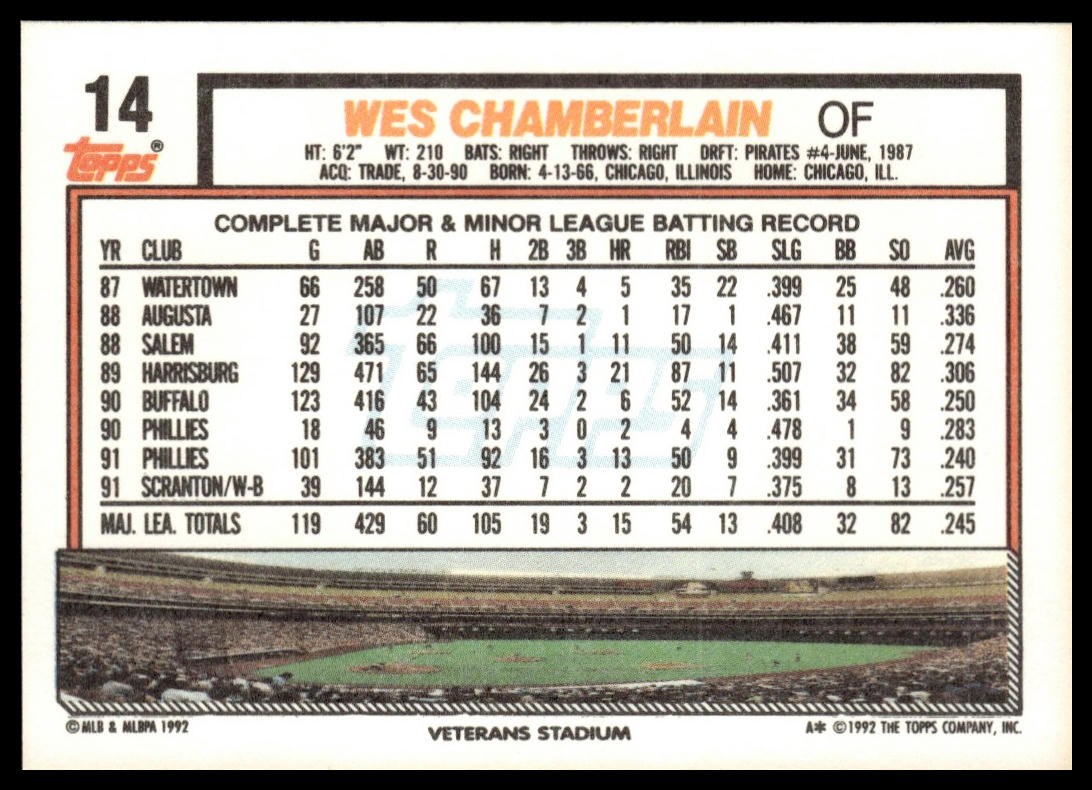 14
WES CHAMBERLAIN OF
Topps®
HT: 6'2" WT: 210 BATS: RIGHT THROWS: RIGHT DRFT: PIRATES #4-JUNE, 1987
ACQ: TRADE, 8-30-90 BORN: 4-13-66, CHICAGO, ILLINOIS HOME: CHICAGO, ILL.
COMPLETE MAJOR & MINOR LEAGUE BATTING RECORD
YR CLUB G AB R H 2B 3B HR RBI SB SLG BB SO AVG
87 WATERTOWN 66 258 50 67 13 4 5 35 22 .399 25 48 .260
88 AUGUSTA 27 107 22 36 7 2 1 17 1 .467 11 11 .336
88 SALEM 92 365 66 100 15 1 11 50 14 .411 38 59 .274
89 HARRISBURG 129 471 65 144 26 3 21 87 11 .507 32 82 .306
90 BUFFALO 123 416 43 104 24 2 6 52 14 .361 34 58 .250
90 PHILLIES 18 46 9 13 3 0 2 4 4 .478 1 9 .283
91 PHILLIES 101 383 51 92 16 3 13 50 9 .399 31 73 .240
91 SCRANTON/W-B 39 144 12 37 7 2 2 20 7 .375 8 13 .257
MAJ. LEA. TOTALS 119 429 60 105 19 3 15 54 13 .408 32 82 .245
Topps
©MLB & MLBPA 1992
VETERANS STADIUM
A* ©1992 THE TOPPS COMPANY, INC.